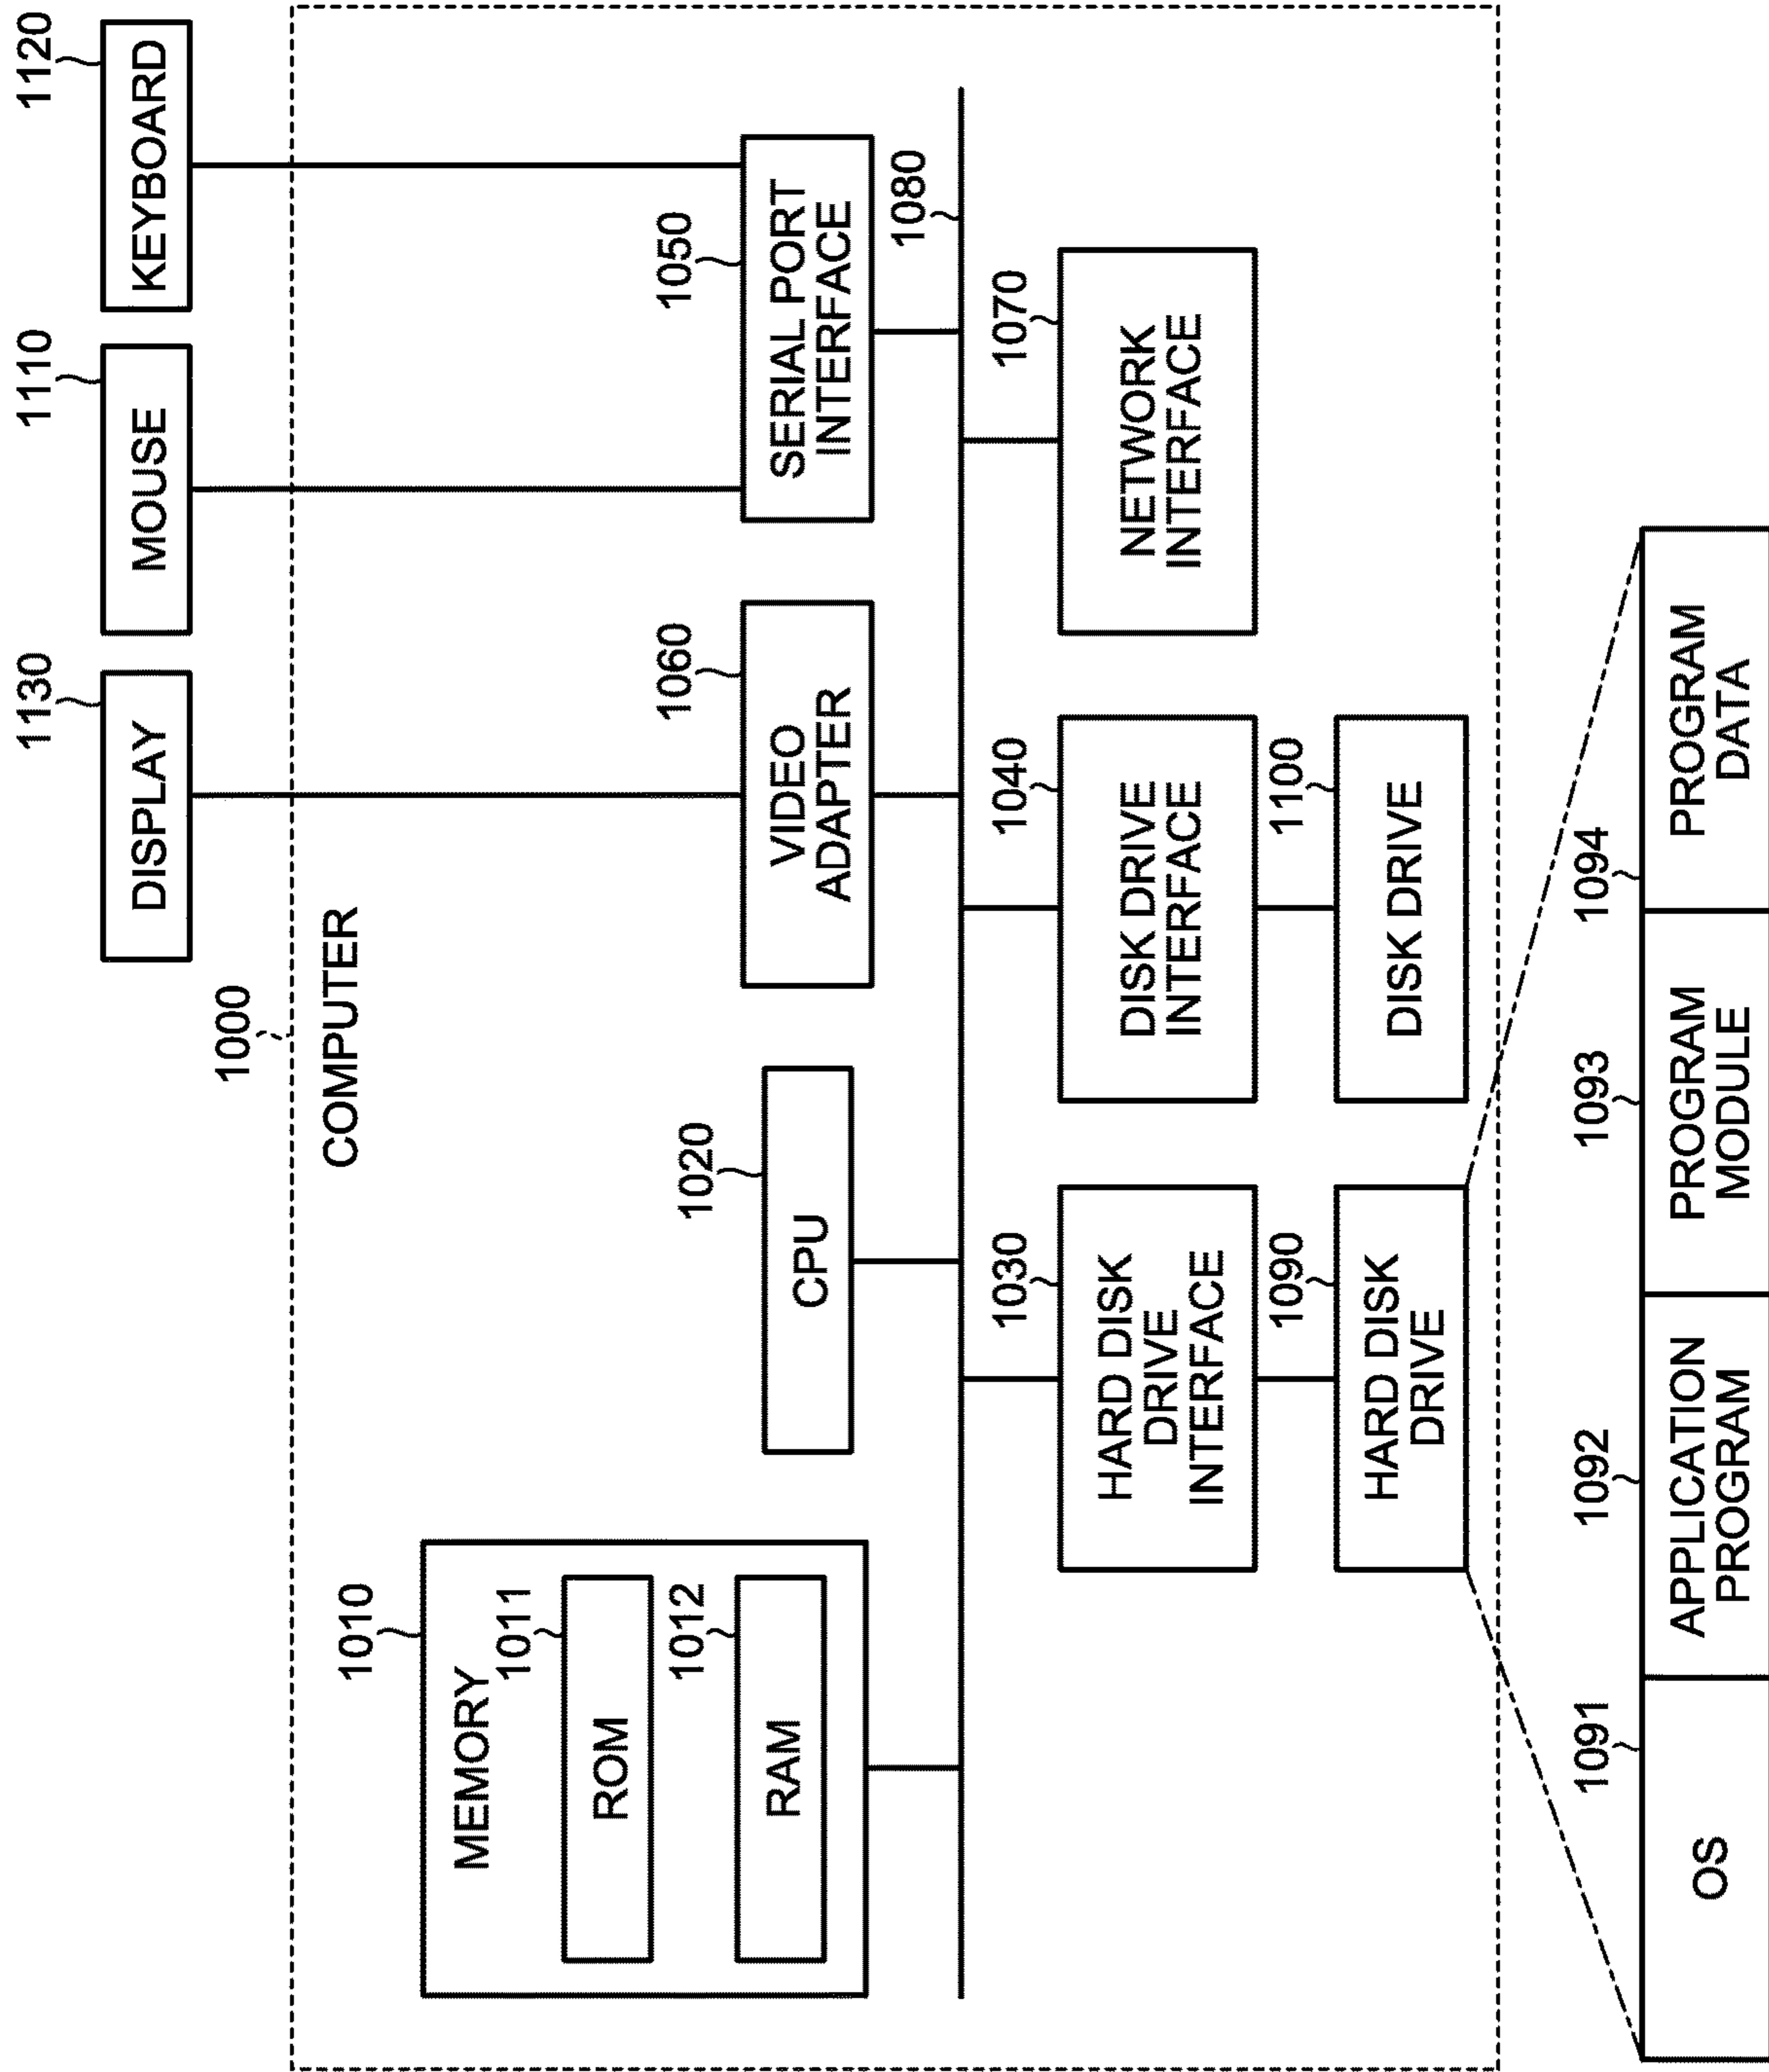 1130
DISPLAY
1110
MOUSE
1120
KEYBOARD
1000
COMPUTER
1010
MEMORY
1011
ROM
1012
RAM
1020
CPU
1060
VIDEO
ADAPTER
1050
SERIAL PORT
INTERFACE
1080
1030
HARD DISK
DRIVE
INTERFACE
1040
DISK DRIVE
INTERFACE
1070
NETWORK
INTERFACE
1090
HARD DISK
DRIVE
1100
DISK DRIVE
1091
OS
1092
APPLICATION
PROGRAM
1093
PROGRAM
MODULE
1094
PROGRAM
DATA